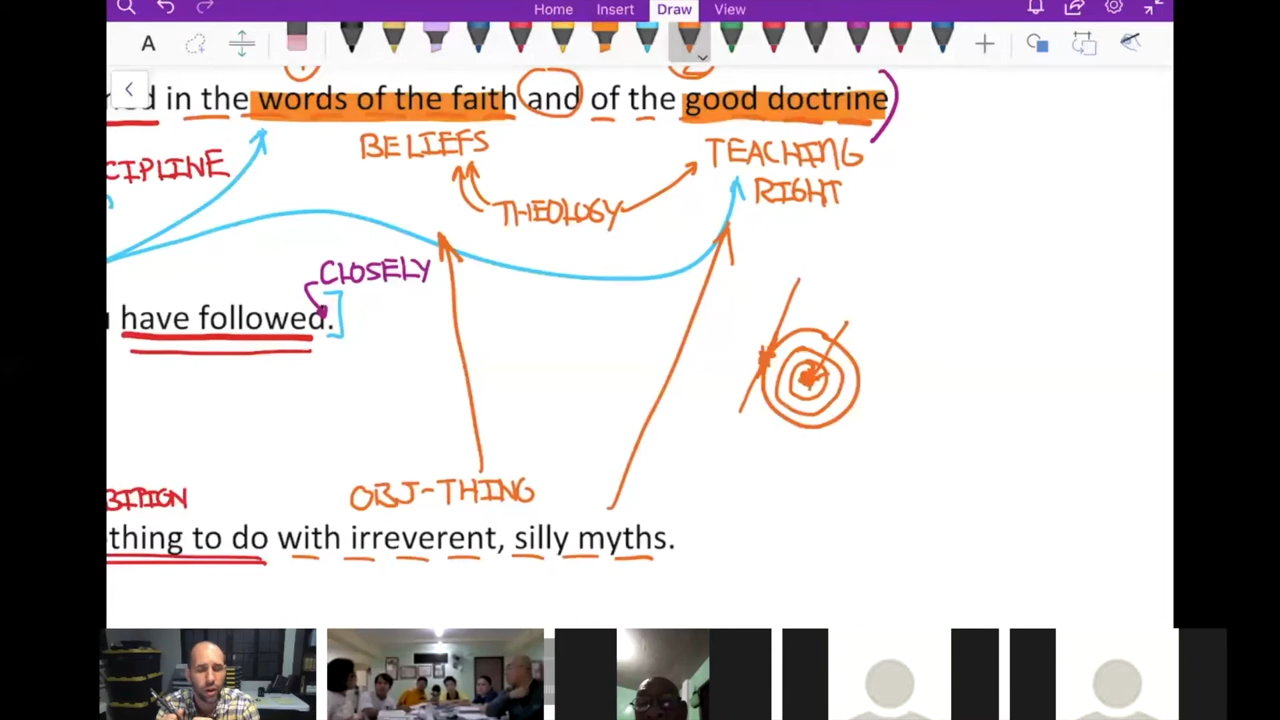 Home Insert Draw View
A
in the words of the faith and of the good doctrine
BELIEFS
TEACHING
CIPLINE
RIGHT
THEOLOGY
CLOSELY
have followed.
OBJ-THING
thing to do with irreverent, silly myths.